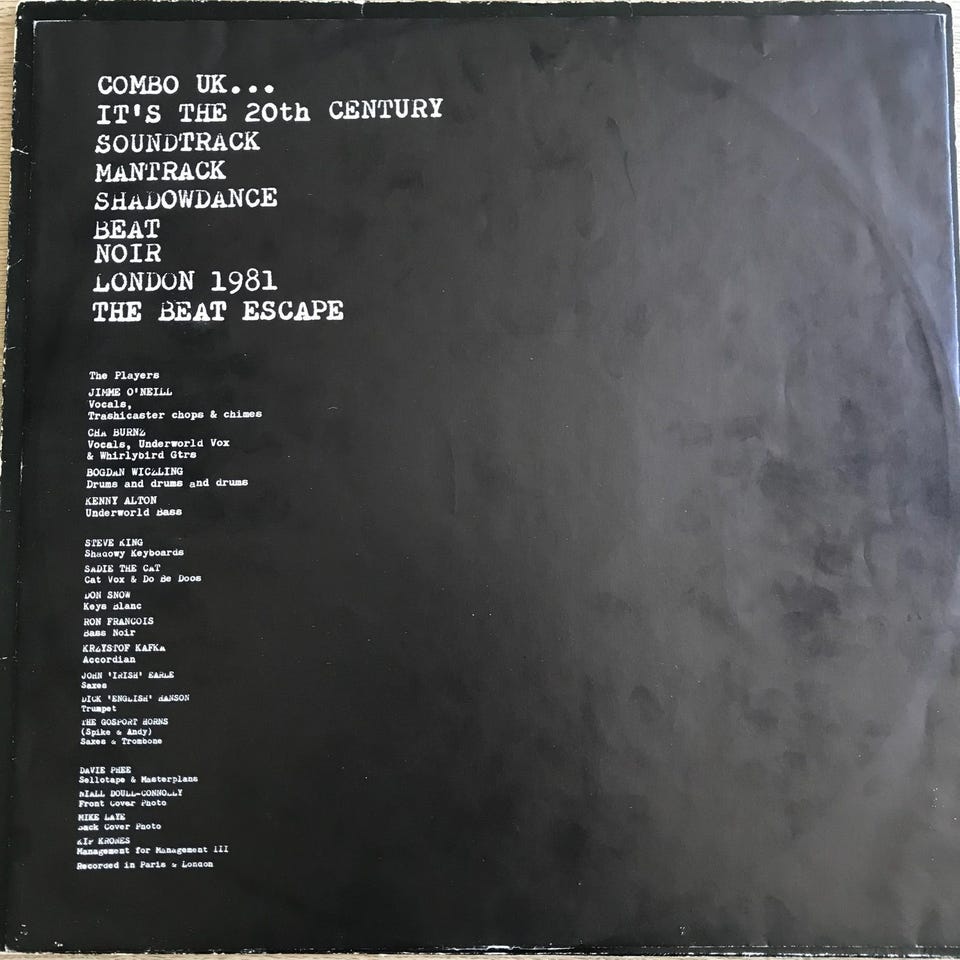 COMBO UK...
IT'S THE 20th CENTURY
SOUNDTRACK
MANTRACK
SHADOWDANCE
BEAT
NOIR
LONDON 1981
THE BEAT ESCAPE
The Players
JIMME O'NEILL
Vocals,
Trashicaster chops & chimes
CHA BURNZ
Vocals, Underworld Vox
& Whirlybird Gtrs
BOGDAN WICZLING
Drums and drums and drums
KENNY ALTON
Underworld Bass
STEVE KING
Shadowy Keyboards
SADIE THE CAT
Cat Vox & Do Be Doos
DON SNOW
Keys Blanc
RON FRANCOIS
Bass Noir
KRZYSTOF KAFKA
Accordian
JOHN 'IRISH' EARLE
Saxes
DICK 'ENGLISH' HANSON
Trumpet
THE GOSPORT HORNS
(Spike & Andy)
Saxes & Trombone
DAVIE PHEE
Sellotape & Masterplans
NIALL DOULL-CONNOLLY
Front Cover Photo
MIKE LAYE
Back Cover Photo
KIP KRONES
Management for Management III
Recorded in Paris & London